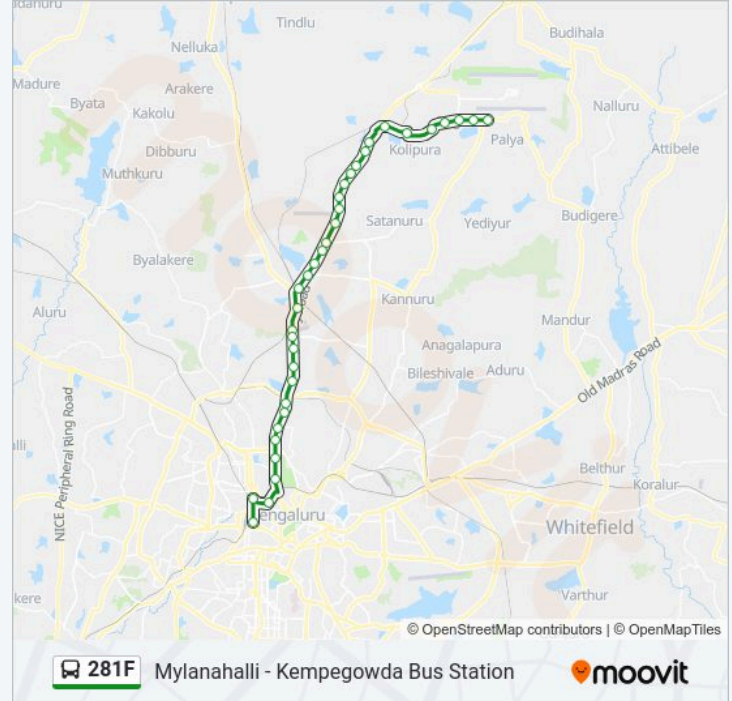 Tindlu
Budihala
Nelluka
Madure
Arakere
Byata
Kakolu
Nalluru
Palya
Dibburu
Kolipura
Attibele
Muthkuru
Satanuru
Yediyur
Budigere
Byalakere
Kannuru
Aluru
Mandur
Anagalapura
Bileshivale
Aduru
Old Madras Road
NICE Peripheral Ring Road
Belthur
Koralur
engaluru
Whitefield
Varthur
kere
© OpenStreetMap contributors | © OpenMapTiles
281F Mylanahalli - Kempegowda Bus Station moovit